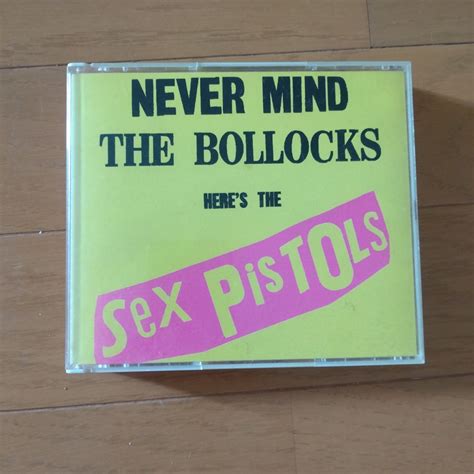 NEVER MIND
THE BOLLOCKS
HERE'S THE
Sex PisTOLs